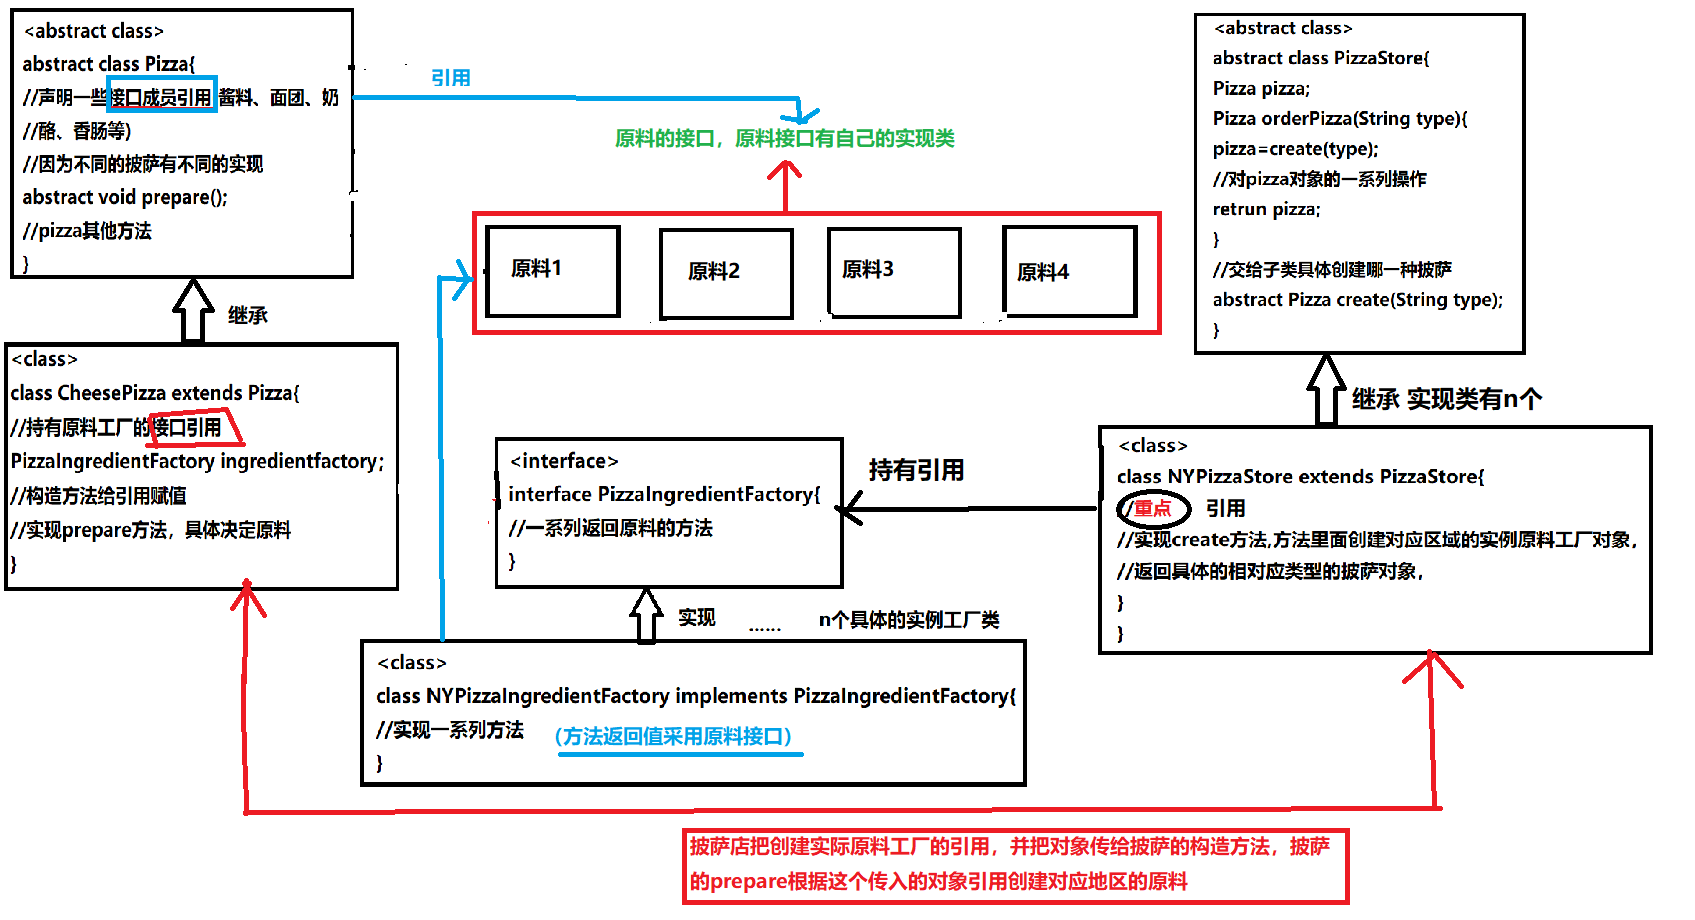 <abstract class>
abstract class Pizza{
//声明一些接口成员引用 酱料、面团、奶
//酪、香肠等)
//因为不同的披萨有不同的实现
abstract void prepare();
//pizza其他方法
}
引用
原料的接口，原料接口有自己的实现类
原料1
原料2
原料3
原料4
<abstract class>
abstract class PizzaStore{
Pizza pizza;
Pizza orderPizza(String type){
pizza=create(type);
//对pizza对象的一系列操作
retrun pizza;
}
//交给子类具体创建哪一种披萨
abstract Pizza create(String type);
}
继承
<class>
class CheesePizza extends Pizza{
//持有原料工厂的接口引用
PizzaIngredientFactory ingredientfactory;
//构造方法给引用赋值
//实现prepare方法，具体决定原料
}
继承 实现类有n个
<interface>
interface PizzaIngredientFactory{
//一系列返回原料的方法
}
持有引用
<class>
class NYPizzaStore extends PizzaStore{
//重点 引用
//实现create方法,方法里面创建对应区域的实例原料工厂对象，
//返回具体的相对应类型的披萨对象，
}
}
实现 ...... n个具体的实例工厂类
<class>
class NYPizzaIngredientFactory implements PizzaIngredientFactory{
//实现一系列方法 （方法返回值采用原料接口）
}
披萨店把创建实际原料工厂的引用，并把对象传给披萨的构造方法，披萨
的prepare根据这个传入的对象引用创建对应地区的原料